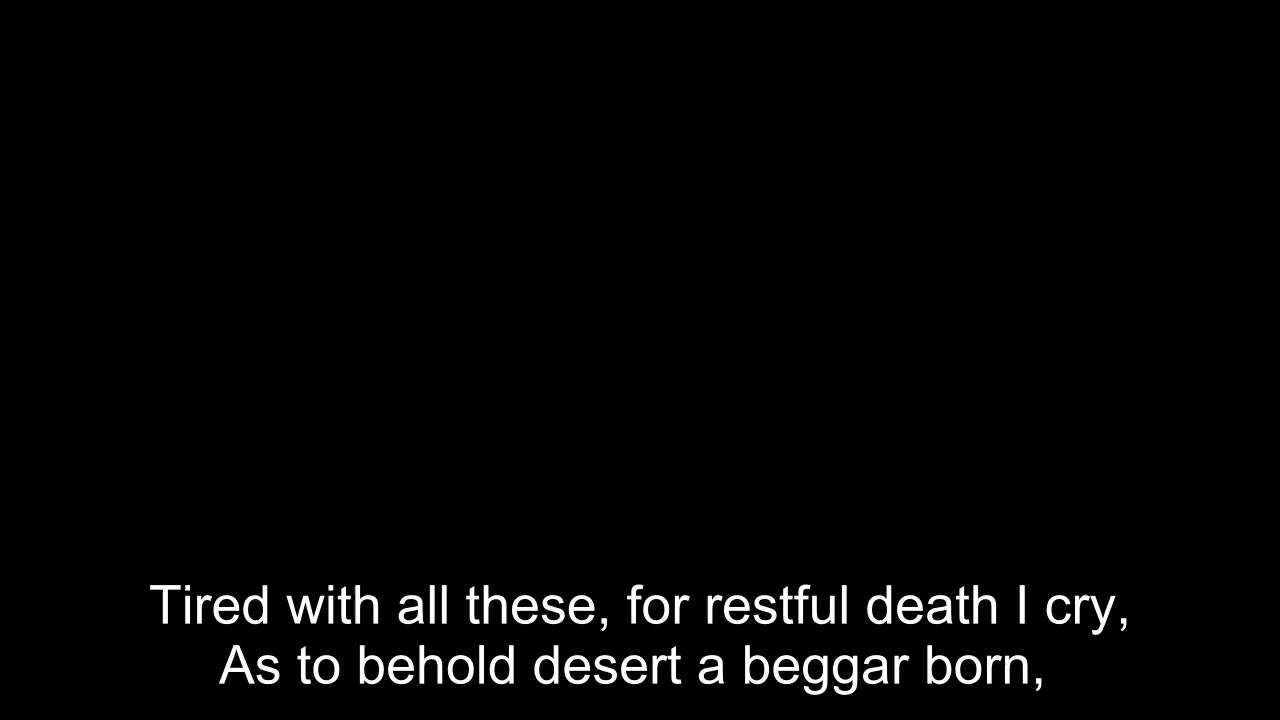 Tired with all these, for restful death I cry,
As to behold desert a beggar born,